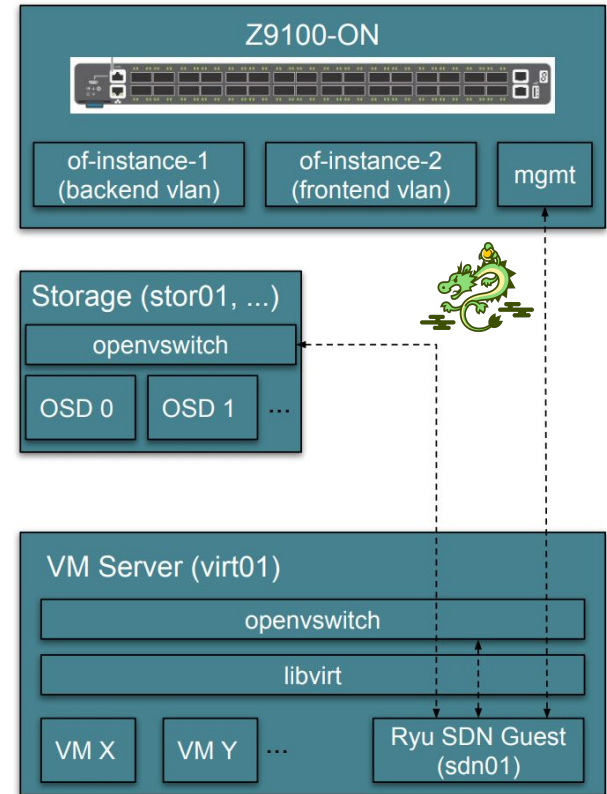 Z9100-ON
of-instance-1
(backend vlan)
of-instance-2
(frontend vlan)
mgmt
Storage (stor01, ...)
openvswitch
OSD 0
OSD 1
...
VM Server (virt01)
openvswitch
libvirt
VM X
VM Y
...
Ryu SDN Guest
(sdn01)